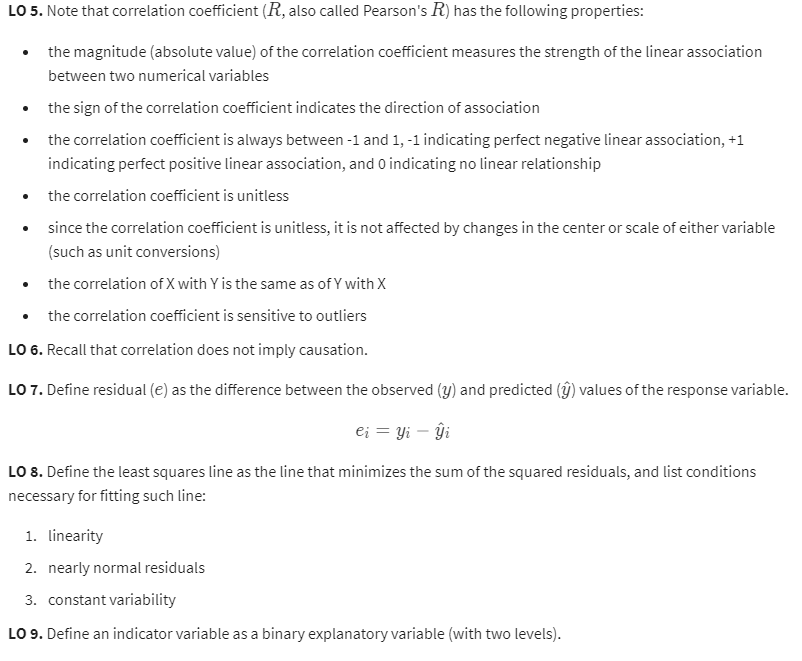 LO 5. Note that correlation coefficient (R, also called Pearson's R) has the following properties:
• the magnitude (absolute value) of the correlation coefficient measures the strength of the linear association
between two numerical variables
• the sign of the correlation coefficient indicates the direction of association
• the correlation coefficient is always between -1 and 1, -1 indicating perfect negative linear association, +1
indicating perfect positive linear association, and 0 indicating no linear relationship
• the correlation coefficient is unitless
• since the correlation coefficient is unitless, it is not affected by changes in the center or scale of either variable
(such as unit conversions)
• the correlation of X with Y is the same as of Y with X
• the correlation coefficient is sensitive to outliers
LO 6. Recall that correlation does not imply causation.
LO 7. Define residual (e) as the difference between the observed (y) and predicted (ŷ) values of the response variable.
eᵢ = yᵢ − ŷᵢ
LO 8. Define the least squares line as the line that minimizes the sum of the squared residuals, and list conditions
necessary for fitting such line:
1. linearity
2. nearly normal residuals
3. constant variability
LO 9. Define an indicator variable as a binary explanatory variable (with two levels).